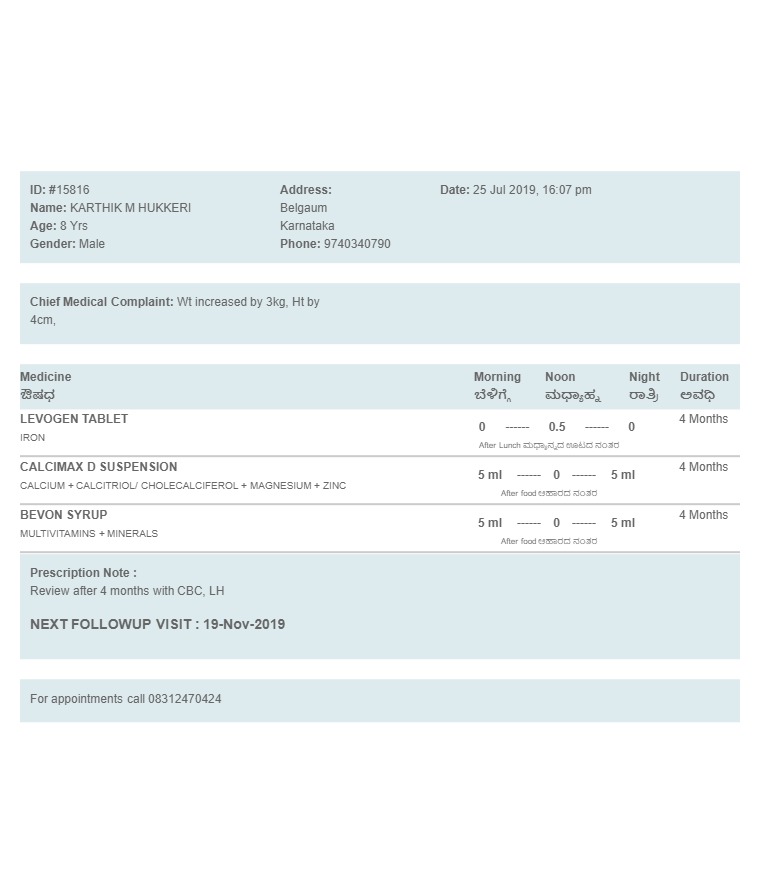 ID: #15816
Name: KARTHIK M HUKKERI
Age: 8 Yrs
Gender: Male
Address:
Belgaum
Karnataka
Phone: 9740340790
Date: 25 Jul 2019, 16:07 pm
Chief Medical Complaint: Wt increased by 3kg, Ht by
4cm,
Medicine Morning Noon Night Duration
ಔಷಧ ಬೆಳಿಗ್ಗೆ ಮಧ್ಯಾಹ್ನ ರಾತ್ರಿ ಅವಧಿ
LEVOGEN TABLET 4 Months
0 ------ 0.5 ------ 0
IRON
After Lunch ಮಧ್ಯಾನ್ನದ ಊಟದ ನಂತರ
CALCIMAX D SUSPENSION 4 Months
5 ml ------ 0 ------ 5 ml
CALCIUM + CALCITRIOL/ CHOLECALCIFEROL + MAGNESIUM + ZINC
After food ಆಹಾರದ ನಂತರ
BEVON SYRUP 4 Months
5 ml ------ 0 ------ 5 ml
MULTIVITAMINS + MINERALS
After food ಆಹಾರದ ನಂತರ
Prescription Note :
Review after 4 months with CBC, LH
NEXT FOLLOWUP VISIT : 19-Nov-2019
For appointments call 08312470424